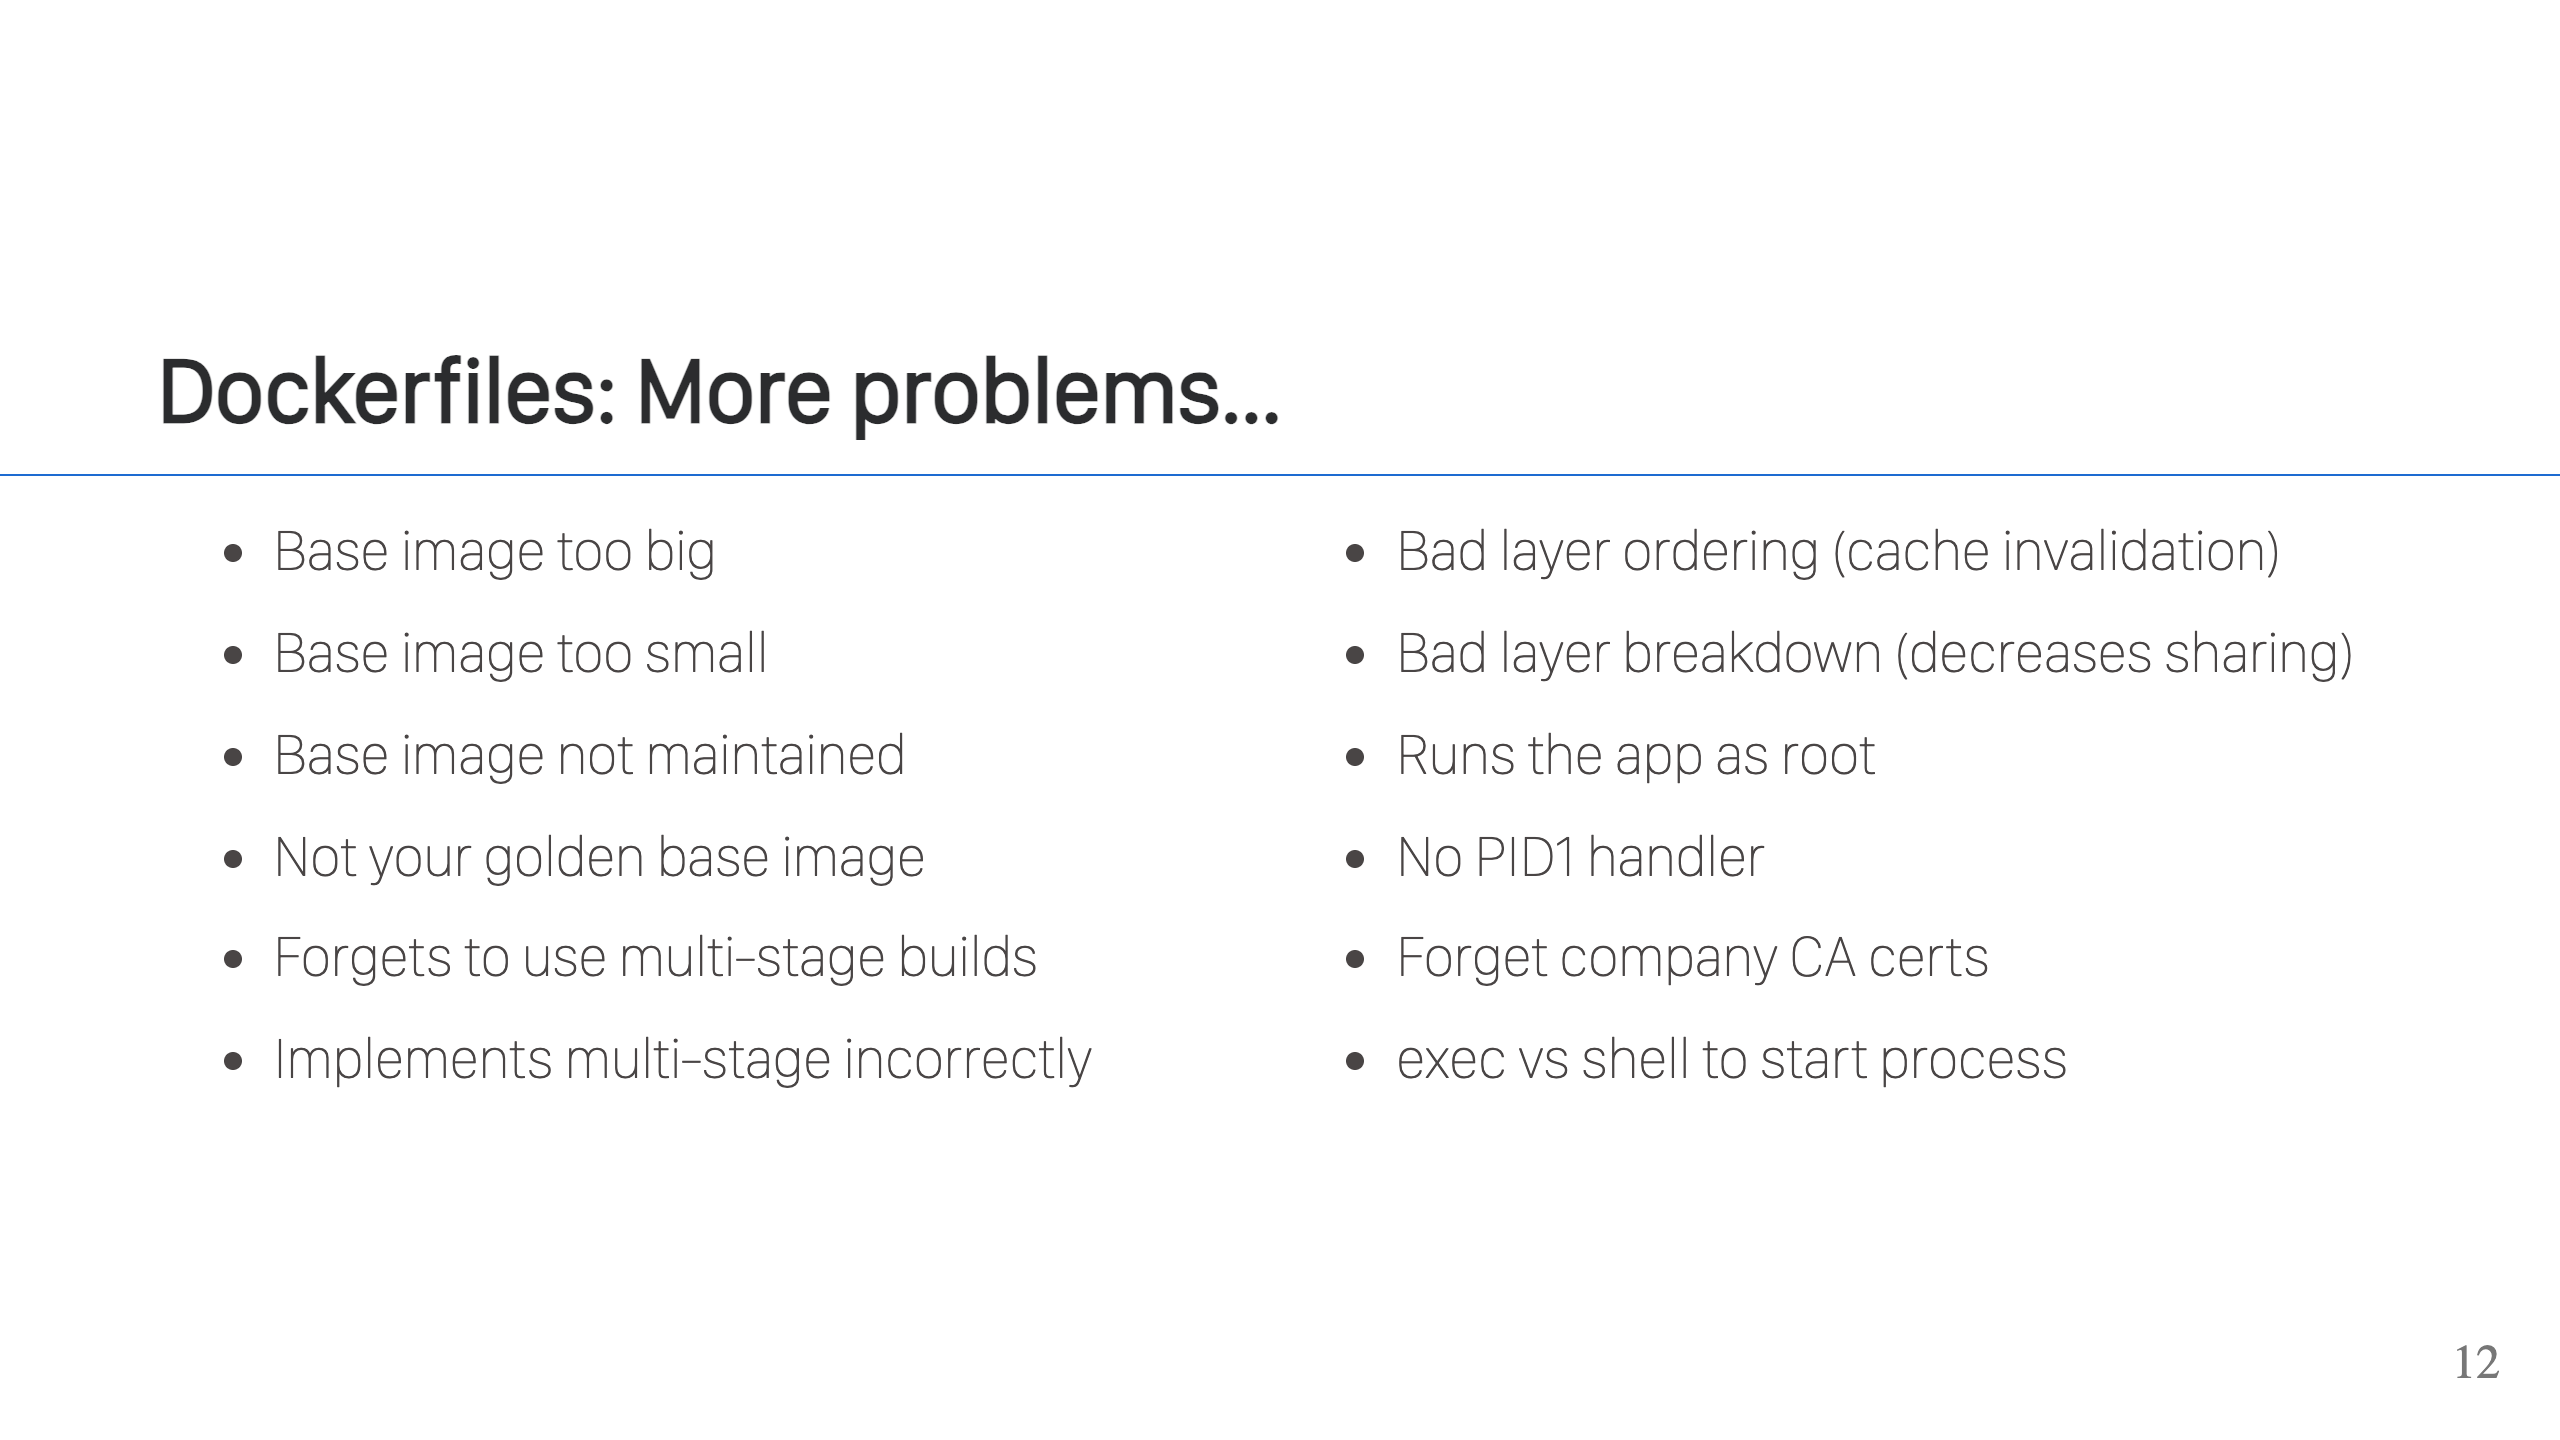 Dockerfiles: More problems...
• Base image too big
• Base image too small
• Base image not maintained
• Not your golden base image
• Forgets to use multi-stage builds
• Implements multi-stage incorrectly
• Bad layer ordering (cache invalidation)
• Bad layer breakdown (decreases sharing)
• Runs the app as root
• No PID1 handler
• Forget company CA certs
• exec vs shell to start process
12